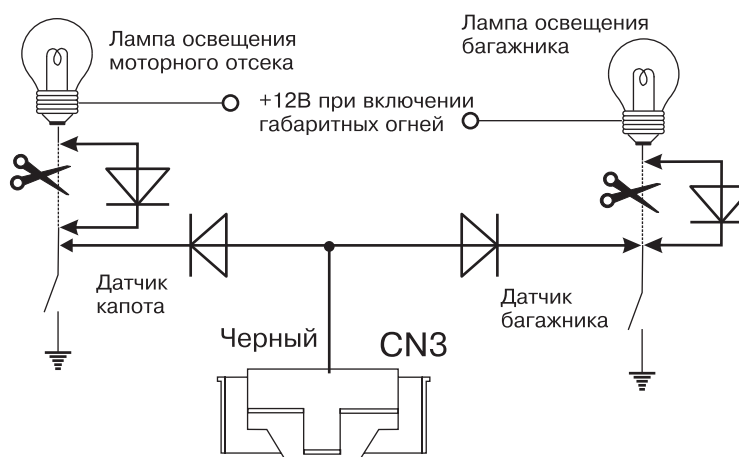 Лампа освещения
моторного отсека
Лампа освещения
багажника
+12В при включении
габаритных огней
Датчик
капота
Датчик
багажника
Черный
CN3